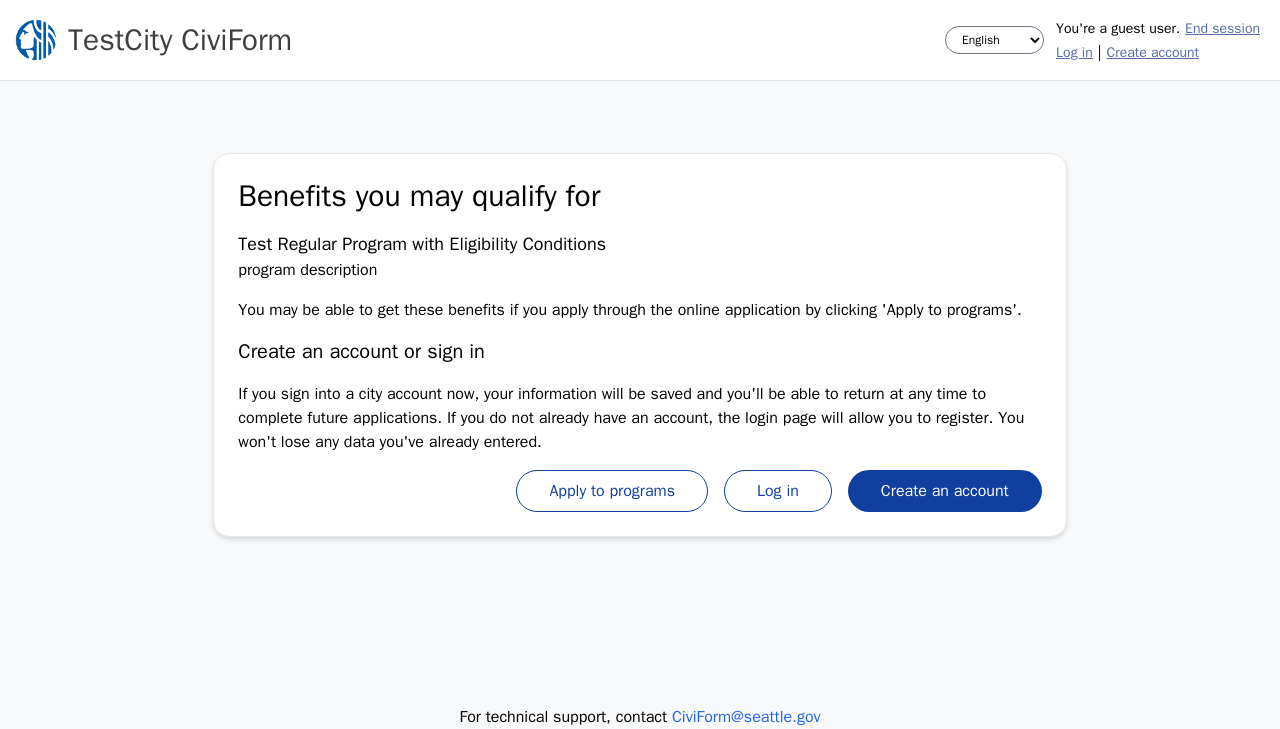 TestCity CiviForm
English
You're a guest user. End session
Log in | Create account
Benefits you may qualify for
Test Regular Program with Eligibility Conditions
program description
You may be able to get these benefits if you apply through the online application by clicking 'Apply to programs'.
Create an account or sign in
If you sign into a city account now, your information will be saved and you'll be able to return at any time to
complete future applications. If you do not already have an account, the login page will allow you to register. You
won't lose any data you've already entered.
Apply to programs
Log in
Create an account
For technical support, contact CiviForm@seattle.gov